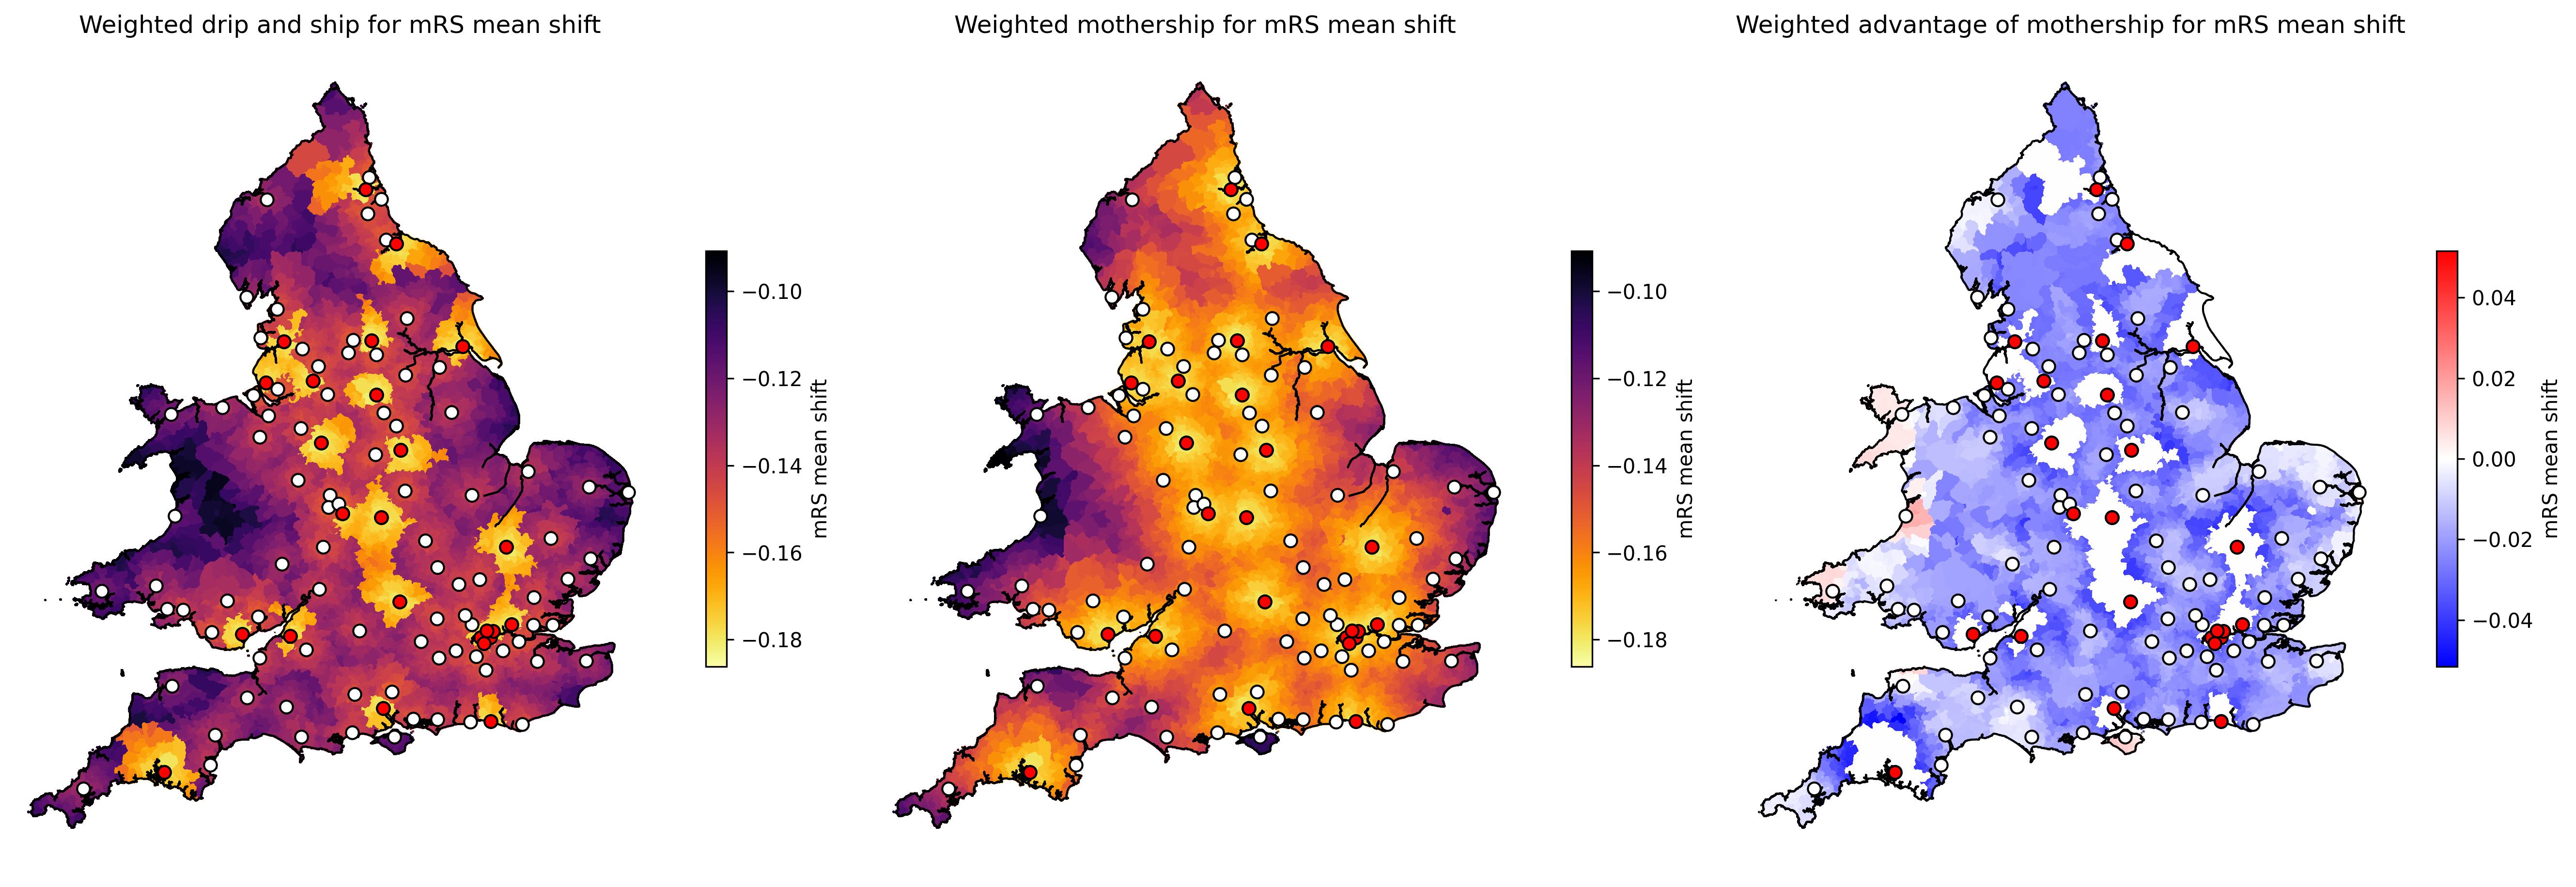 Weighted drip and ship for mRS mean shift
−0.10
−0.12
−0.14
−0.16
−0.18
mRS mean shift
Weighted mothership for mRS mean shift
−0.10
−0.12
−0.14
−0.16
−0.18
mRS mean shift
Weighted advantage of mothership for mRS mean shift
0.04
0.02
0.00
−0.02
−0.04
mRS mean shift